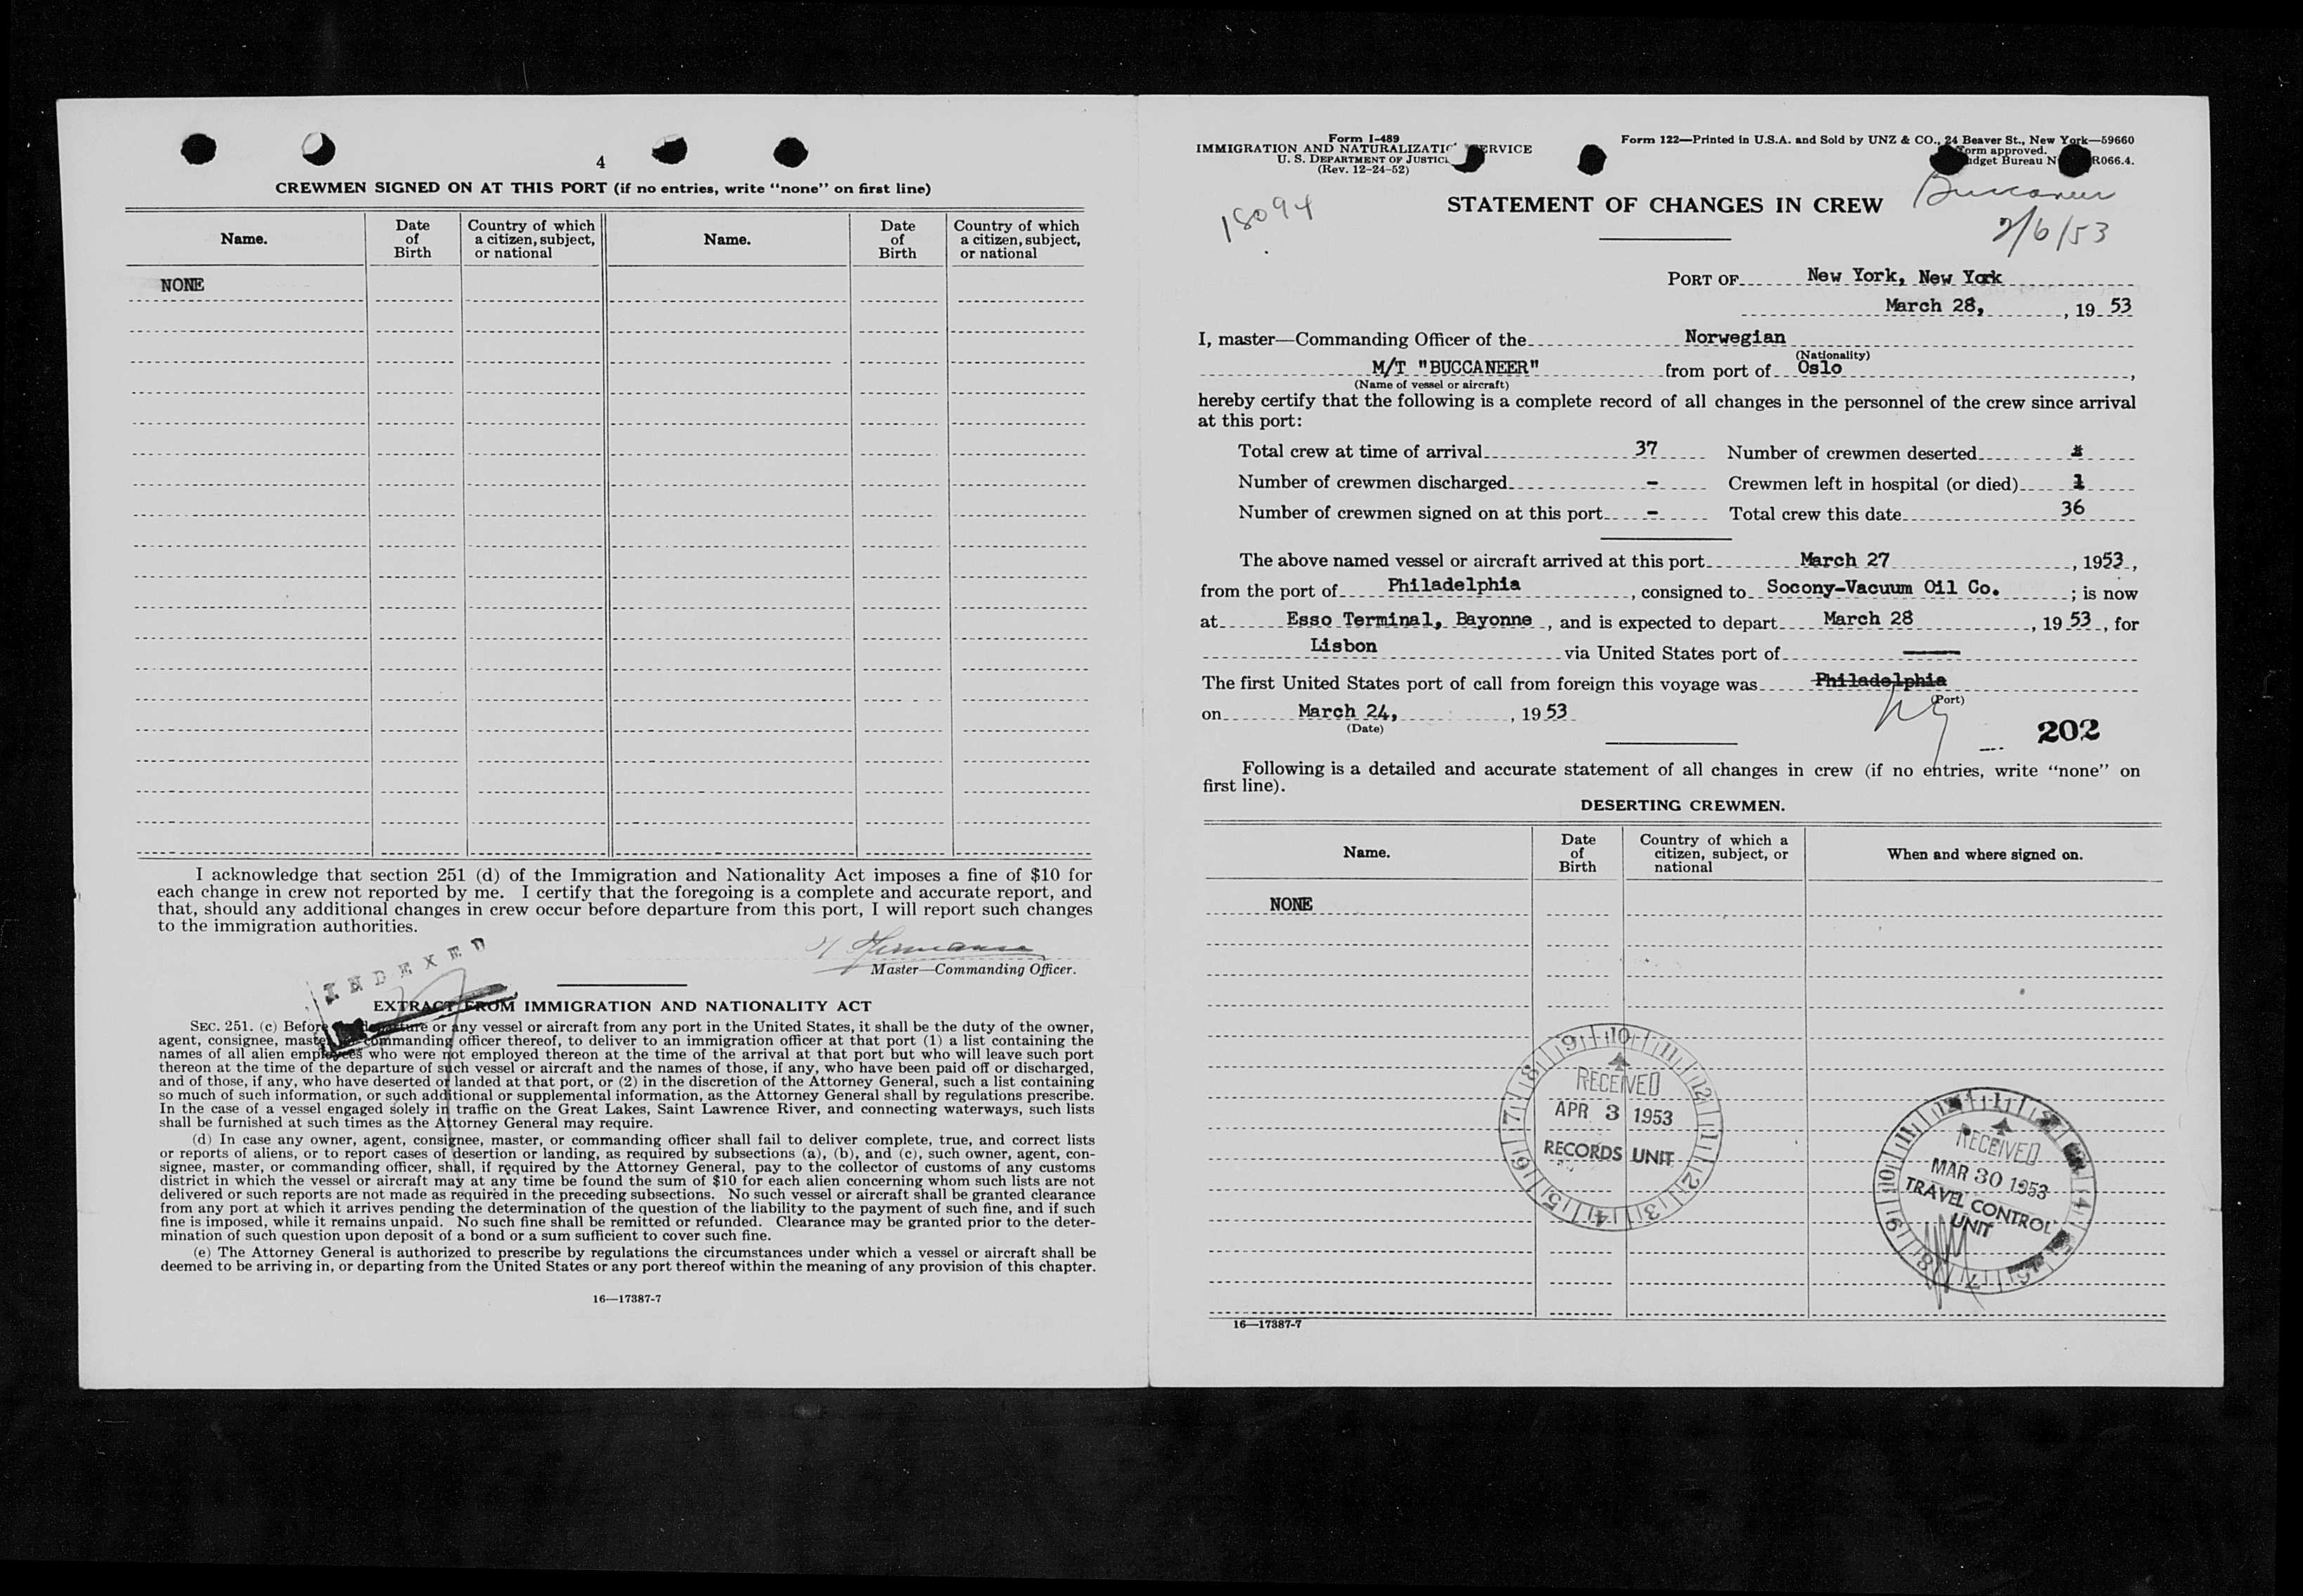 4
CREWMEN SIGNED ON AT THIS PORT (if no entries, write “none” on first line)
Name.
Date of Birth
Country of which a citizen, subject, or national
Name.
Date of Birth
Country of which a citizen, subject, or national
NONE
I acknowledge that section 251 (d) of the Immigration and Nationality Act imposes a fine of $10 for
each change in crew not reported by me. I certify that the foregoing is a complete and accurate report, and
that, should any additional changes in crew occur before departure from this port, I will report such changes
to the immigration authorities.
Master—Commanding Officer.
INDEXED
EXTRACT FROM IMMIGRATION AND NATIONALITY ACT
SEC. 251. (c) Before departure or any vessel or aircraft from any port in the United States, it shall be the duty of the owner,
agent, consignee, master commanding officer thereof, to deliver to an immigration officer at that port (1) a list containing the
names of all alien employees who were not employed thereon at the time of the arrival at that port but who will leave such port
thereon at the time of the departure of such vessel or aircraft and the names of those, if any, who have been paid off or discharged,
and of those, if any, who have deserted or landed at that port, or (2) in the discretion of the Attorney General, such a list containing
so much of such information, or such additional or supplemental information, as the Attorney General shall by regulations prescribe.
In the case of a vessel engaged solely in traffic on the Great Lakes, Saint Lawrence River, and connecting waterways, such lists
shall be furnished at such times as the Attorney General may require.
(d) In case any owner, agent, consignee, master, or commanding officer shall fail to deliver complete, true, and correct lists
or reports of aliens, or to report cases of desertion or landing, as required by subsections (a), (b), and (c), such owner, agent, con-
signee, master, or commanding officer, shall, if required by the Attorney General, pay to the collector of customs of any customs
district in which the vessel or aircraft may at any time be found the sum of $10 for each alien concerning whom such lists are not
delivered or such reports are not made as required in the preceding subsections. No such vessel or aircraft shall be granted clearance
from any port at which it arrives pending the determination of the question of the liability to the payment of such fine, and if such
fine is imposed, while it remains unpaid. No such fine shall be remitted or refunded. Clearance may be granted prior to the deter-
mination of such question upon deposit of a bond or a sum sufficient to cover such fine.
(e) The Attorney General is authorized to prescribe by regulations the circumstances under which a vessel or aircraft shall be
deemed to be arriving in, or departing from the United States or any port thereof within the meaning of any provision of this chapter.
16—17387-7
Form I-489
IMMIGRATION AND NATURALIZATIO SERVICE
U. S. DEPARTMENT OF JUSTIC
(Rev. 12-24-52)
Form 122—Printed in U.S.A. and Sold by UNZ & CO., 24 Beaver St., New York—59660
Form approved.
Budget Bureau N R066.4.
18094
STATEMENT OF CHANGES IN CREW
Buccaneer
2/6/53
PORT OF New York, New York
March 28, , 19 53
I, master—Commanding Officer of the Norwegian
(Nationality)
M/T "BUCCANEER" from port of Oslo ,
(Name of vessel or aircraft)
hereby certify that the following is a complete record of all changes in the personnel of the crew since arrival
at this port:
Total crew at time of arrival 37 Number of crewmen deserted
Number of crewmen discharged - Crewmen left in hospital (or died) 1
Number of crewmen signed on at this port - Total crew this date 36
The above named vessel or aircraft arrived at this port March 27 , 1953 ,
from the port of Philadelphia , consigned to Socony-Vacuum Oil Co. ; is now
at Esso Terminal, Bayonne , and is expected to depart March 28 , 19 53 , for
Lisbon via United States port of ———
The first United States port of call from foreign this voyage was Philadelphia
(Port)
on March 24, , 19 53
(Date)
NY
202
Following is a detailed and accurate statement of all changes in crew (if no entries, write “none” on
first line).
DESERTING CREWMEN.
Name.
Date of Birth
Country of which a citizen, subject, or national
When and where signed on.
NONE
RECEIVED
APR 3 1953
RECORDS UNIT
RECEIVED
MAR 30 1953
TRAVEL CONTROL
UNIT
16—17387-7